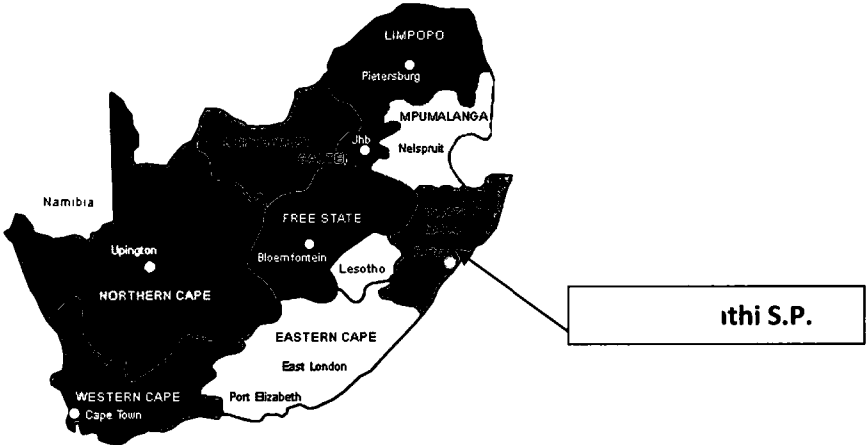 LIMPOPO
Pietersburg
MPUMALANGA
Jhb
Nelspruit
Namibia
FREE STATE
Upington
Bloemfontein
Lesotho
NORTHERN CAPE
thi S.P.
EASTERN CAPE
East London
WESTERN CAPE
Port Elizabeth
Cape Town